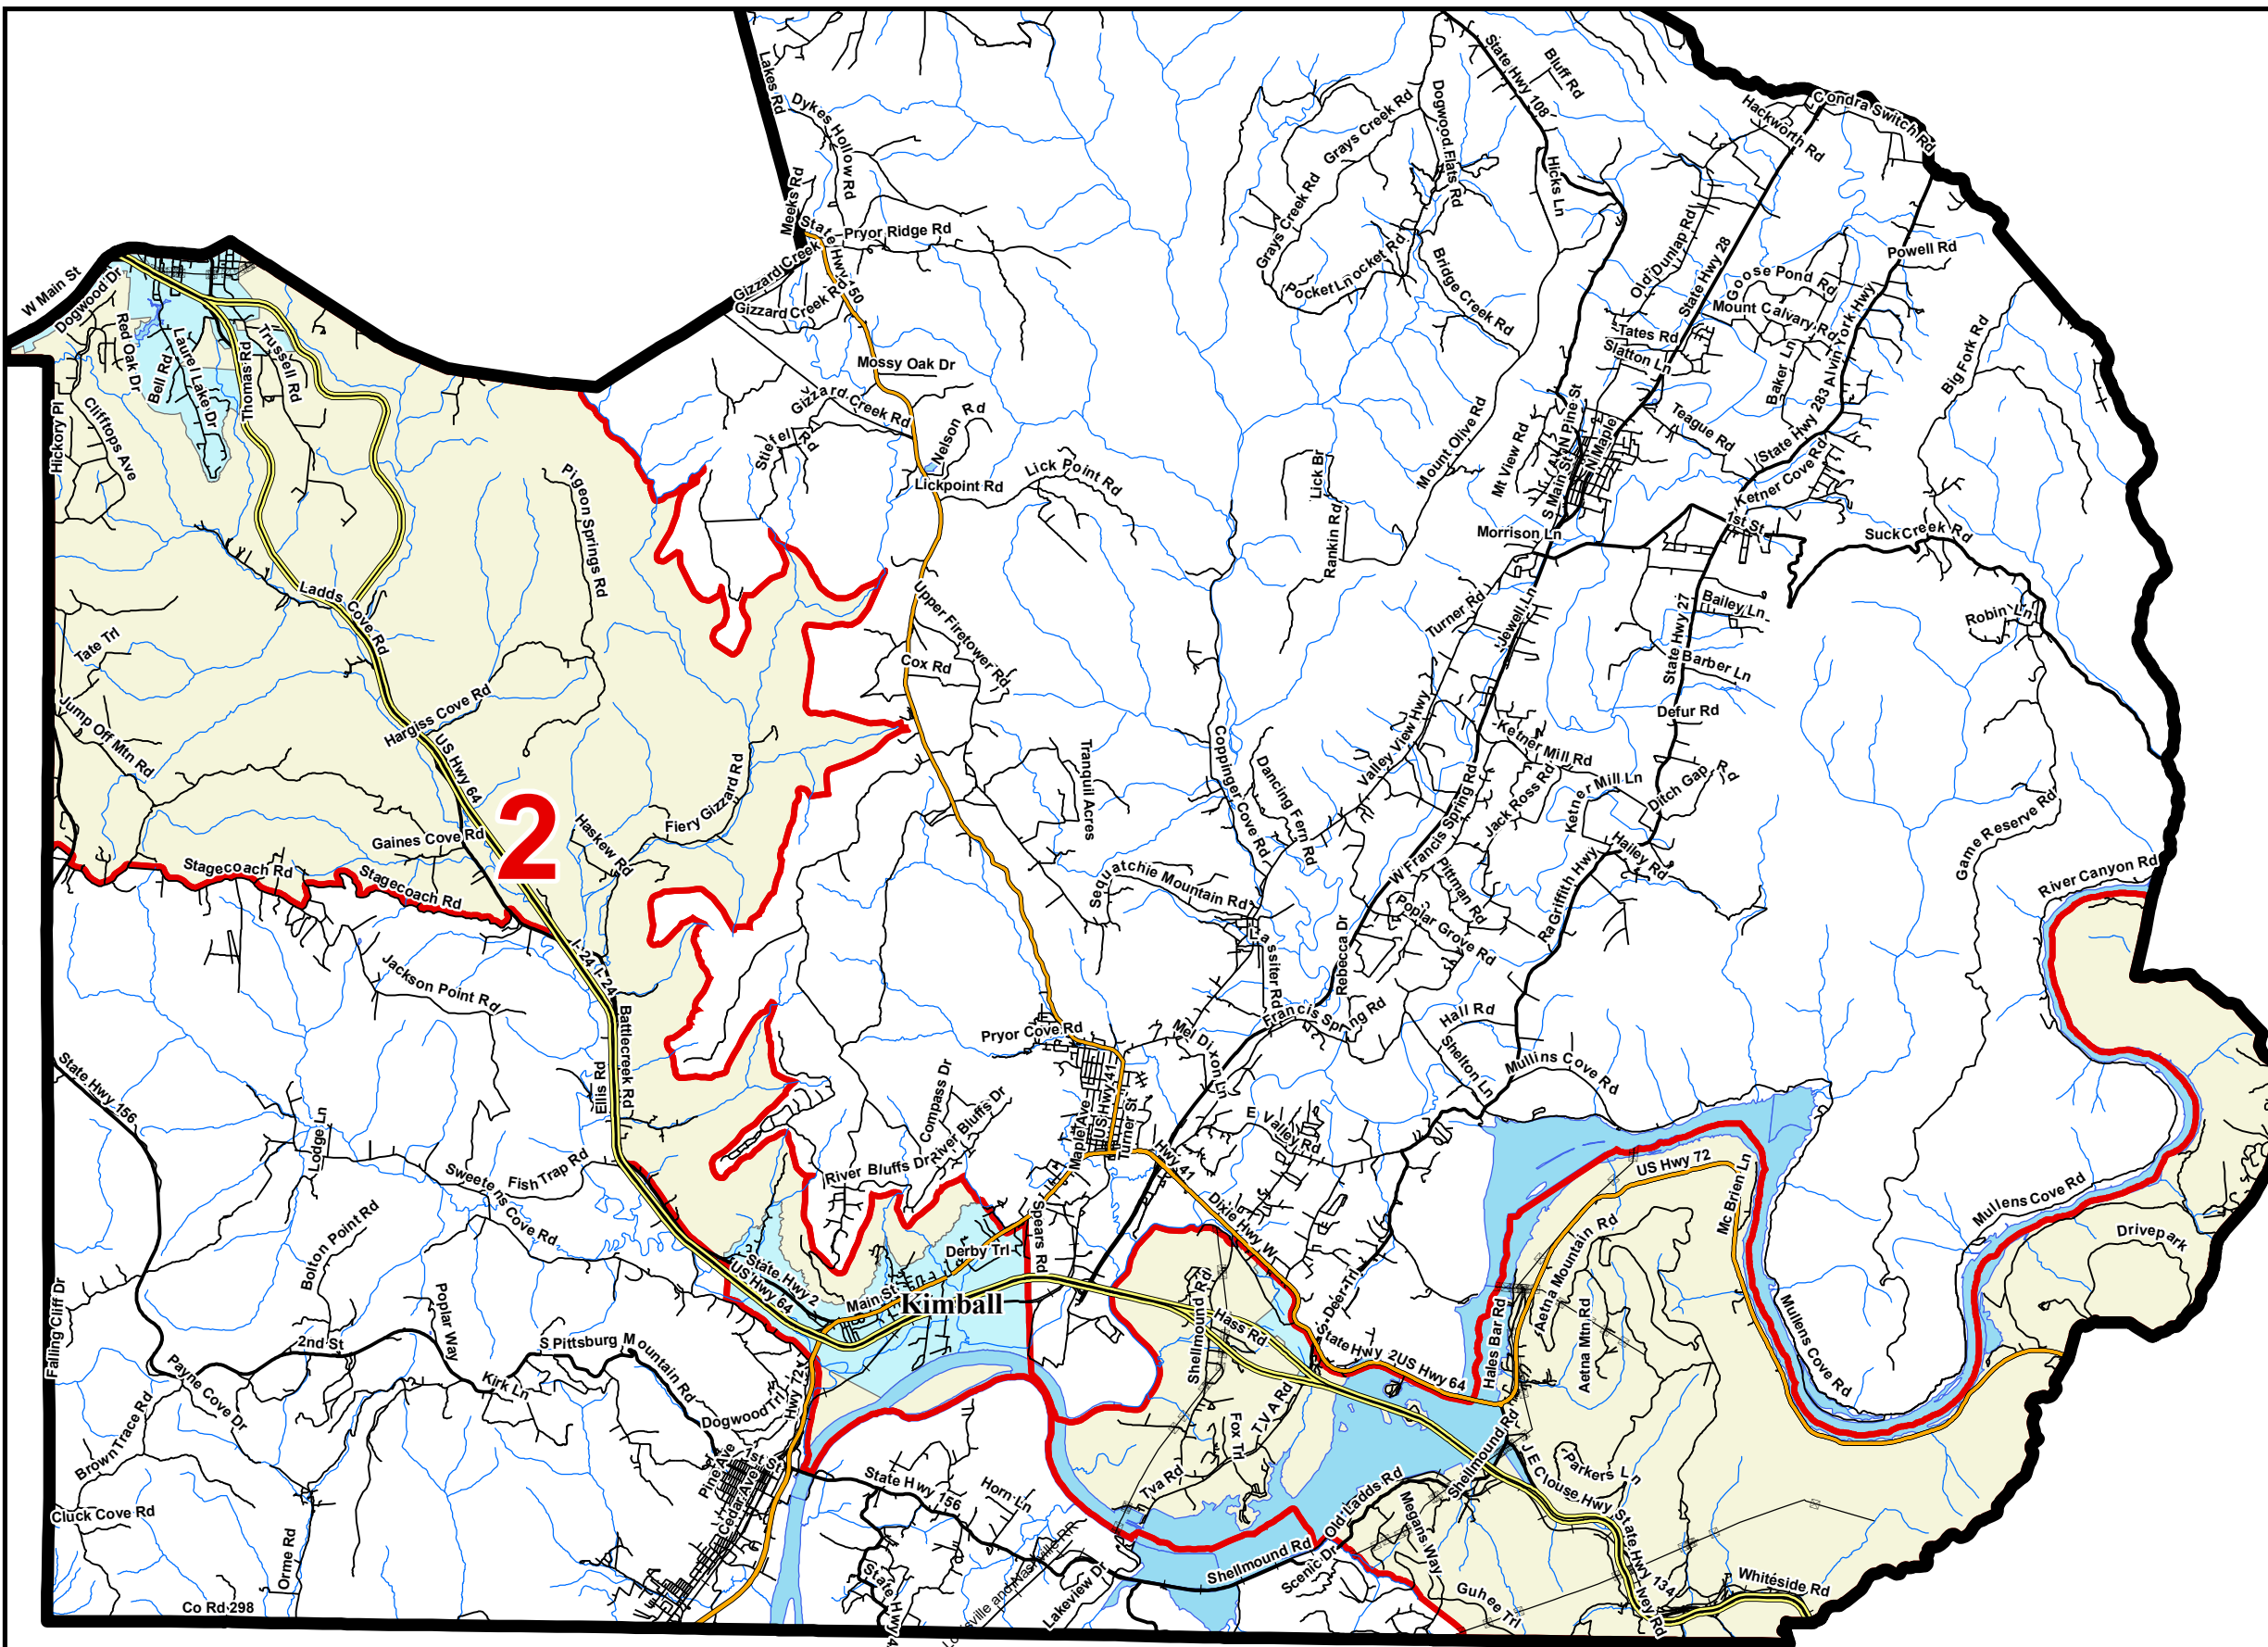 Lakes Rd
Dykes Hollow Rd
Meeks Rd
State Hwy 150
Pryor Ridge Rd
Gizzard Creek
Gizzard Creek Rd
Mossy Oak Dr
Gizzard Creek Rd
Stiefel Rd
Nelson Rd
Lickpoint Rd
Lick Point Rd
State Hwy 108
Bluff Rd
Dogwood Flats Rd
Grays Creek Rd
Grays Creek Rd
Pocket Ln
Pocket Rd
Bridge Creek Rd
Hicks Ln
Hackworth Rd
Condra Switch Rd
Old Dunlap Rd
State Hwy 28
Powell Rd
Goose Pond Rd
Mount Calvary Rd
Tates Rd
Slatton Ln
Baker Ln
Alvin York Hwy
State Hwy 283
Big Fork Rd
Teague Rd
Ketner Cove Rd
Mount Olive Rd
Mt View Rd
Pine St
S Main St
N Maple
Morrison Ln
1st St
Suck Creek Rd
Lick Br
Rankin Rd
W Main St
Dogwood Dr
Red Oak Dr
Bell Rd
Laurel Lake Dr
Thomas Rd
Trussell Rd
Hickory Pl
Clifftops Ave
Pigeon Springs Rd
Ladds Cove Rd
Tate Trl
Jump Off Mtn Rd
Hargiss Cove Rd
US Hwy 64
Upper Firetower Rd
Cox Rd
Turner Rd
Jewell Ln
Bailey Ln
State Hwy 27
Barber Ln
Defur Rd
Robin Ln
2
Gaines Cove Rd
Haskew Rd
Fiery Gizzard Rd
Tranquil Acres
Coppinger Cove Rd
Dancing Fern Rd
Valley View Hwy
Ketner Mill Rd
Ketner Mill Ln
Jack Ross Rd
Ditch Gap Rd
W Francis Spring Rd
Hailey Rd
Pittman Rd
Poplar Grove Rd
Ra Griffith Hwy
Game Reserve Rd
River Canyon Rd
Stagecoach Rd
Stagecoach Rd
Sequatchie Mountain Rd
Lassiter Rd
Rebecca Dr
Francis Spring Rd
I-24
I-24
Jackson Point Rd
Battlecreek Rd
Ellis Rd
Pryor Cove Rd
Mel Dixon Ln
Hall Rd
Shelton Ln
Mullins Cove Rd
State Hwy 156
Lodge Ln
Fish Trap Rd
Sweetens Cove Rd
Bolton Point Rd
Compass Dr
River Bluffs Dr
River Bluffs Dr
Maple Ave
US Hwy 41
Turner St
Hwy 41
E Valley Rd
Dixie Hwy W
US Hwy 72
Mc Brien Ln
Mullens Cove Rd
Drivepark
Spears Rd
Derby Trl
State Hwy 2
US Hwy 64
Main St
Kimball
Shellmound Rd
Hass Rd
Deer Trl
State Hwy 2
US Hwy 64
Hales Bar Rd
Aetna Mountain Rd
Aetna Mtn Rd
Mullens Cove Rd
Falling Cliff Dr
2nd St
Poplar Way
Payne Cove Dr
Kirk Ln
S Pittsburg Mountain Rd
Dogwood Trl
Hwy 72
Brown Trace Rd
Cluck Cove Rd
Orme Rd
Co Rd 298
1st St
Pine Ave
Cedar Ave
State Hwy 156
Horn Ln
Fox Trl
TVA Rd
Tva Rd
Old Ladds Rd
Shellmound Rd
J E Clouse Hwy
Parkers Ln
State Hwy 134
Megans Way
Shellmound Rd
Scenic Dr
Guhee Trl
Ivey Rd
Whiteside Rd
Lakeview Dr